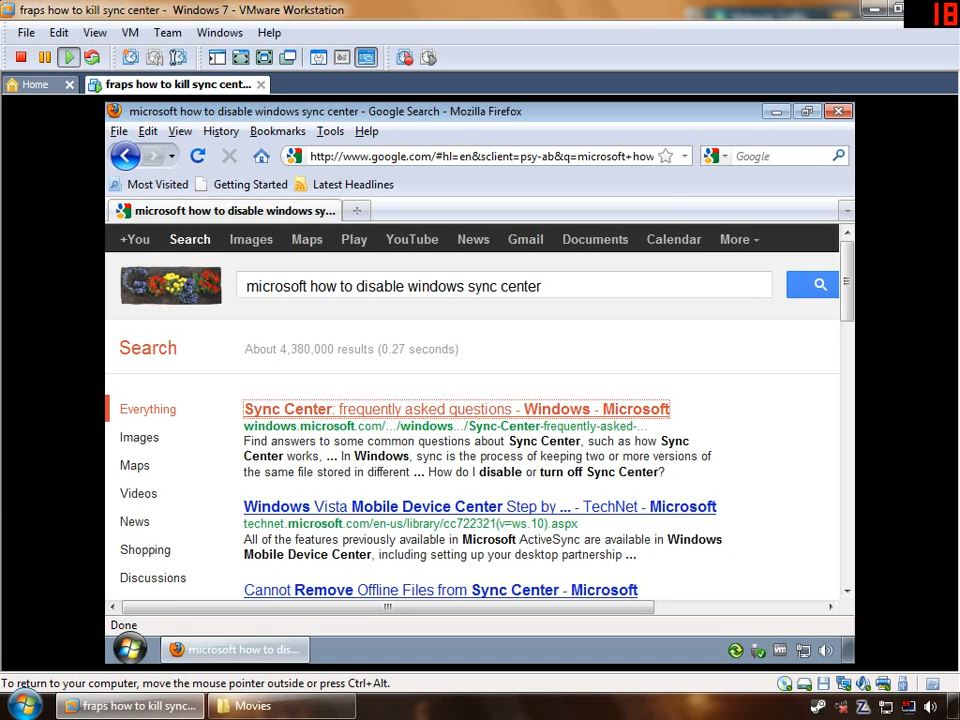 fraps how to kill sync center - Windows 7 - VMware Workstation
18
File Edit View VM Team Windows Help
Home fraps how to kill sync cent...
microsoft how to disable windows sync center - Google Search - Mozilla Firefox
File Edit View History Bookmarks Tools Help
http://www.google.com/#hl=en&sclient=psy-ab&q=microsoft+how Google
Most Visited Getting Started Latest Headlines
microsoft how to disable windows sy...
+You Search Images Maps Play YouTube News Gmail Documents Calendar More
Google microsoft how to disable windows sync center
Search About 4,380,000 results (0.27 seconds)
Everything
Images
Maps
Videos
News
Shopping
Discussions
Sync Center: frequently asked questions - Windows - Microsoft
windows.microsoft.com/.../windows.../Sync-Center-frequently-asked-...
Find answers to some common questions about Sync Center, such as how Sync
Center works, ... In Windows, sync is the process of keeping two or more versions of
the same file stored in different ... How do I disable or turn off Sync Center?
Windows Vista Mobile Device Center Step by ... - TechNet - Microsoft
technet.microsoft.com/en-us/library/cc722321(v=ws.10).aspx
All of the features previously available in Microsoft ActiveSync are available in Windows
Mobile Device Center, including setting up your desktop partnership ...
Cannot Remove Offline Files from Sync Center - Microsoft
Done
microsoft how to dis...
To return to your computer, move the mouse pointer outside or press Ctrl+Alt.
fraps how to kill sync... Movies